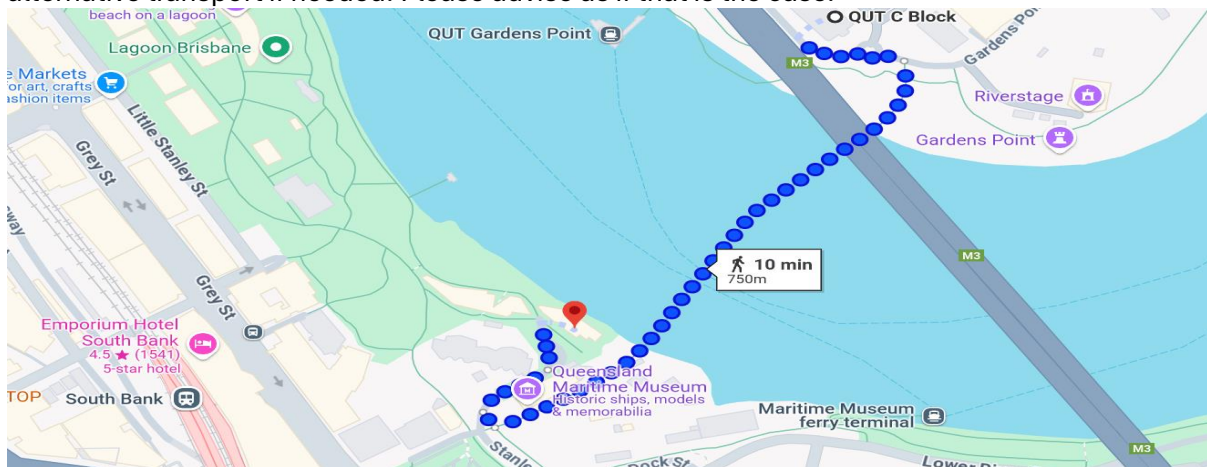 beach on a lagoon
QUT C Block
QUT Gardens Point
Lagoon Brisbane
M3
Gardens Poi
e Markets
for art, crafts
ashion items
Riverstage
Little Stanley St
Gardens Point
Grey St
10 min
750m
M3
way
Grey St
Emporium Hotel
South Bank
4.5 ★ (1541)
5-star hotel
Queensland
Maritime Museum
Historic ships, models
& memorabilia
TOP
South Bank
Maritime Museum
ferry terminal
M3
Stanley
Dock St
Lower Ri